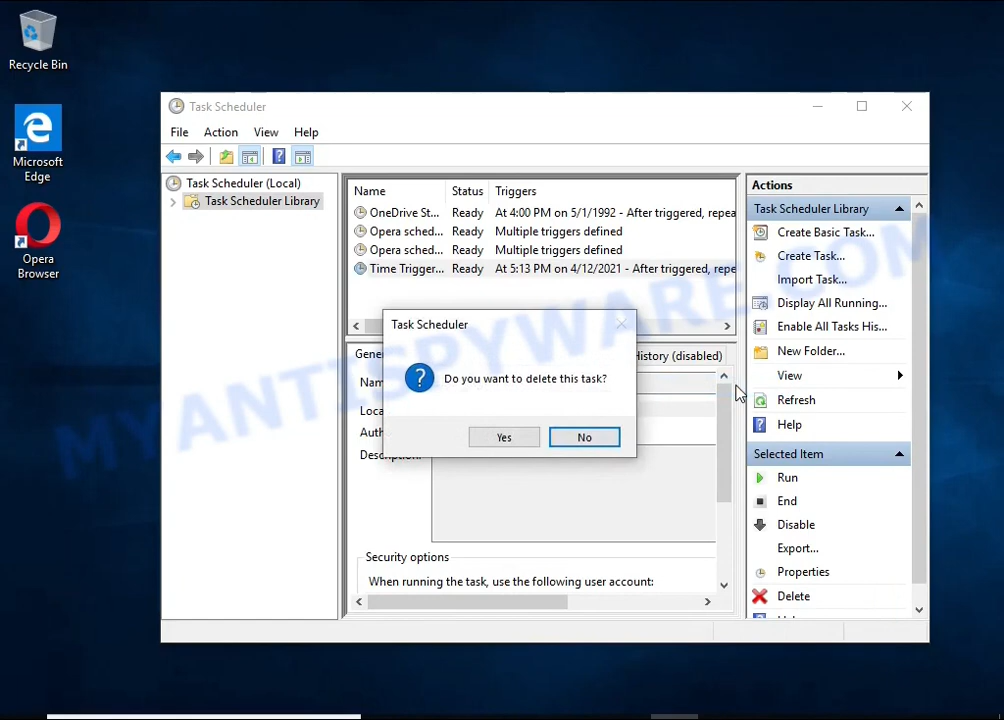 Recycle Bin
Microsoft
Edge
Opera
Browser
Task Scheduler
File Action View Help
Task Scheduler (Local)
Task Scheduler Library
Name Status Triggers
OneDrive St... Ready At 4:00 PM on 5/1/1992 - After triggered, repea
Opera sched... Ready Multiple triggers defined
Opera sched... Ready Multiple triggers defined
Time Trigger... Ready At 5:13 PM on 4/12/2021 - After triggered, repe
Gene
History (disabled)
Nam
Loca
Auth
Description:
Security options
When running the task, use the following user account:
Task Scheduler
Do you want to delete this task?
Yes No
Actions
Task Scheduler Library
Create Basic Task...
Create Task...
Import Task...
Display All Running...
Enable All Tasks His...
New Folder...
View
Refresh
Help
Selected Item
Run
End
Disable
Export...
Properties
Delete
MYANTISPYWARE.COM